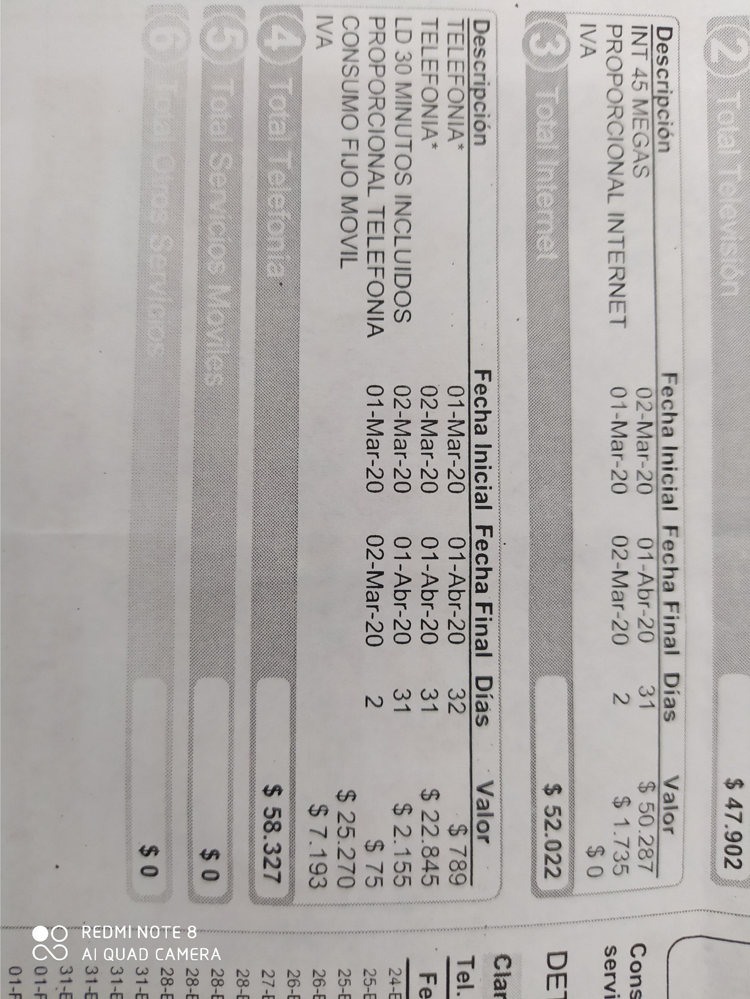 2 Total Televisión $ 47.902
Descripción Fecha Inicial Fecha Final Días Valor
INT 45 MEGAS 02-Mar-20 01-Abr-20 31 $ 50.287
PROPORCIONAL INTERNET 01-Mar-20 02-Mar-20 2 $ 1.735
IVA $ 0
3 Total Internet $ 52.022
Descripción Fecha Inicial Fecha Final Días Valor
TELEFONIA* 01-Mar-20 01-Abr-20 32 $ 789
TELEFONIA* 02-Mar-20 01-Abr-20 31 $ 22.845
LD 30 MINUTOS INCLUIDOS 02-Mar-20 01-Abr-20 31 $ 2.155
PROPORCIONAL TELEFONIA 01-Mar-20 02-Mar-20 2 $ 75
CONSUMO FIJO MOVIL $ 25.270
IVA $ 7.193
4 Total Telefonía $ 58.327
5 Total Servicios Moviles $ 0
6 Total Otros Servicios $ 0
Cons
servi
DET
Clar
Tel.
Fe
24-E
25-E
25-E
26-E
26-E
27-E
28-E
28-E
28-E
28-E
31-E
31-E
31-E
31-E
01-F
01-F
REDMI NOTE 8
AI QUAD CAMERA